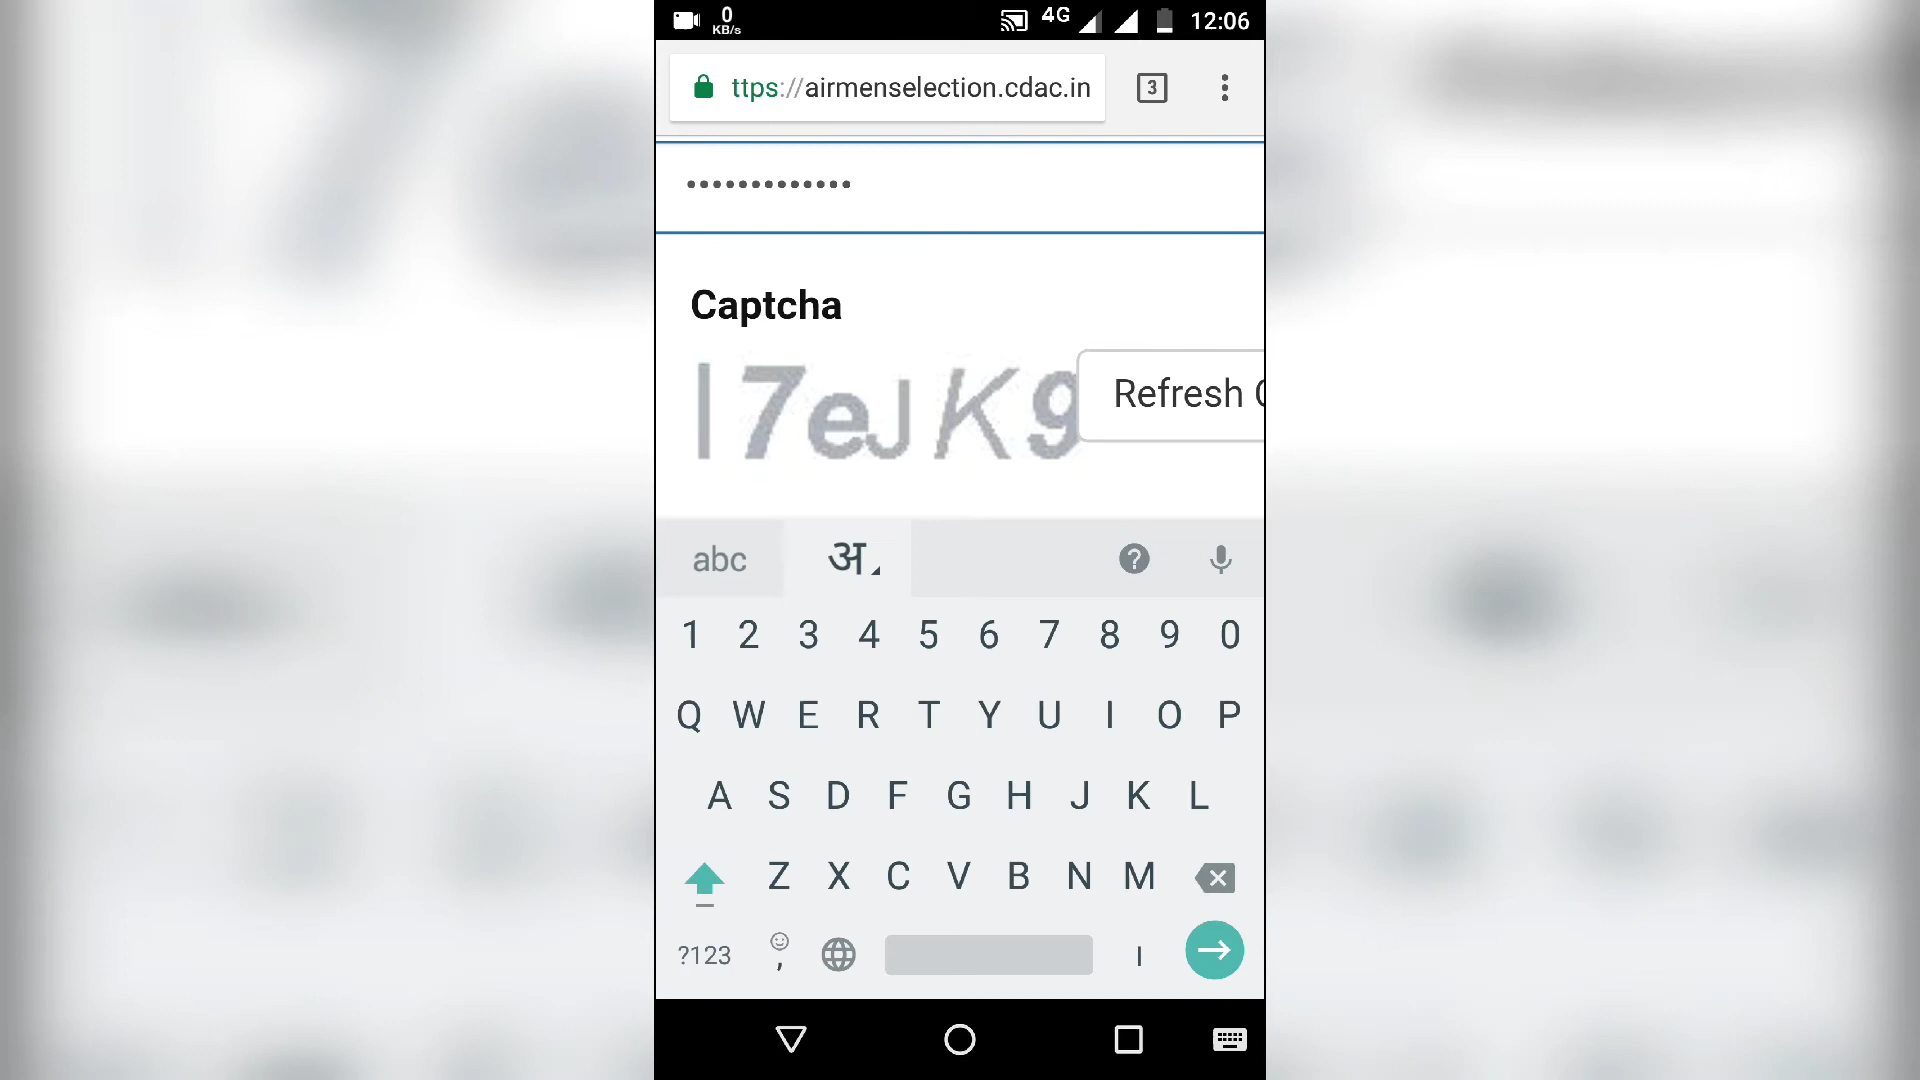 0
KB/s
4G
12:06
ttps://airmenselection.cdac.in
3
•••••••••••••
Captcha
l7eJK9
Refresh
abc
अ
?
1 2 3 4 5 6 7 8 9 0
Q W E R T Y U I O P
A S D F G H J K L
Z X C V B N M
?123
,
।